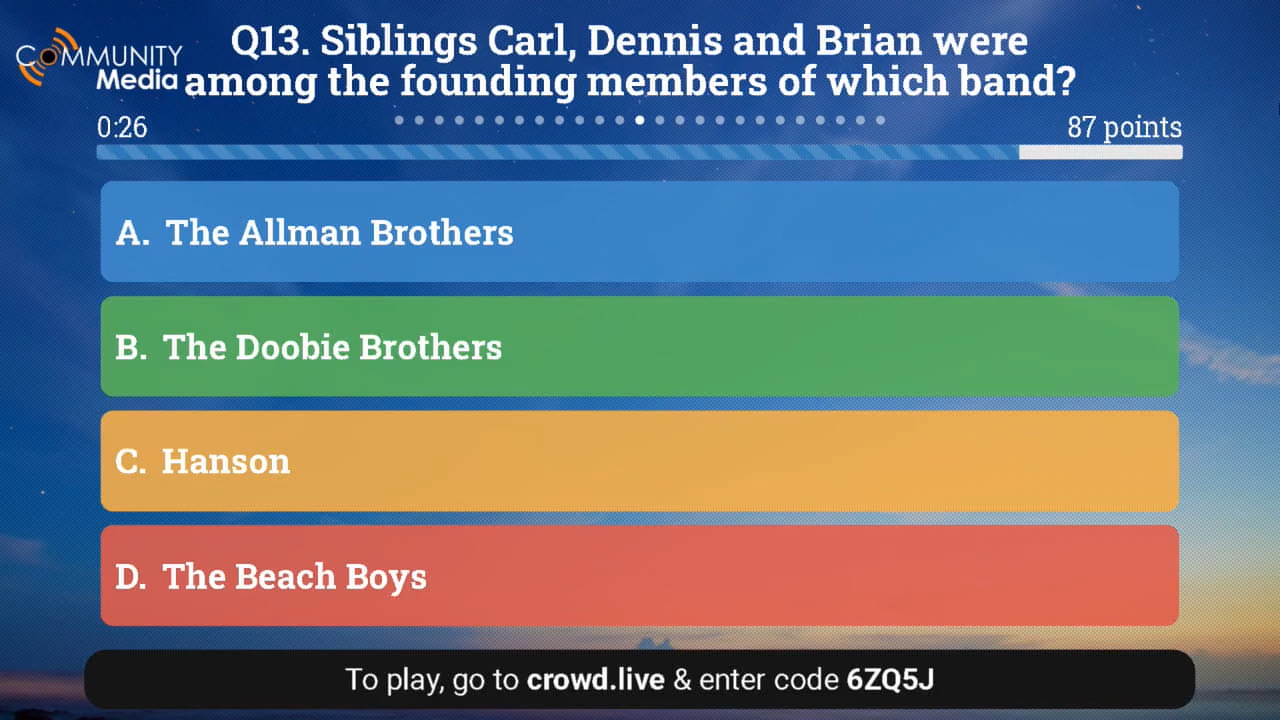 COMMUNITY
Media
Q13. Siblings Carl, Dennis and Brian were
among the founding members of which band?
0:26
87 points
A. The Allman Brothers
B. The Doobie Brothers
C. Hanson
D. The Beach Boys
To play, go to crowd.live & enter code 6ZQ5J